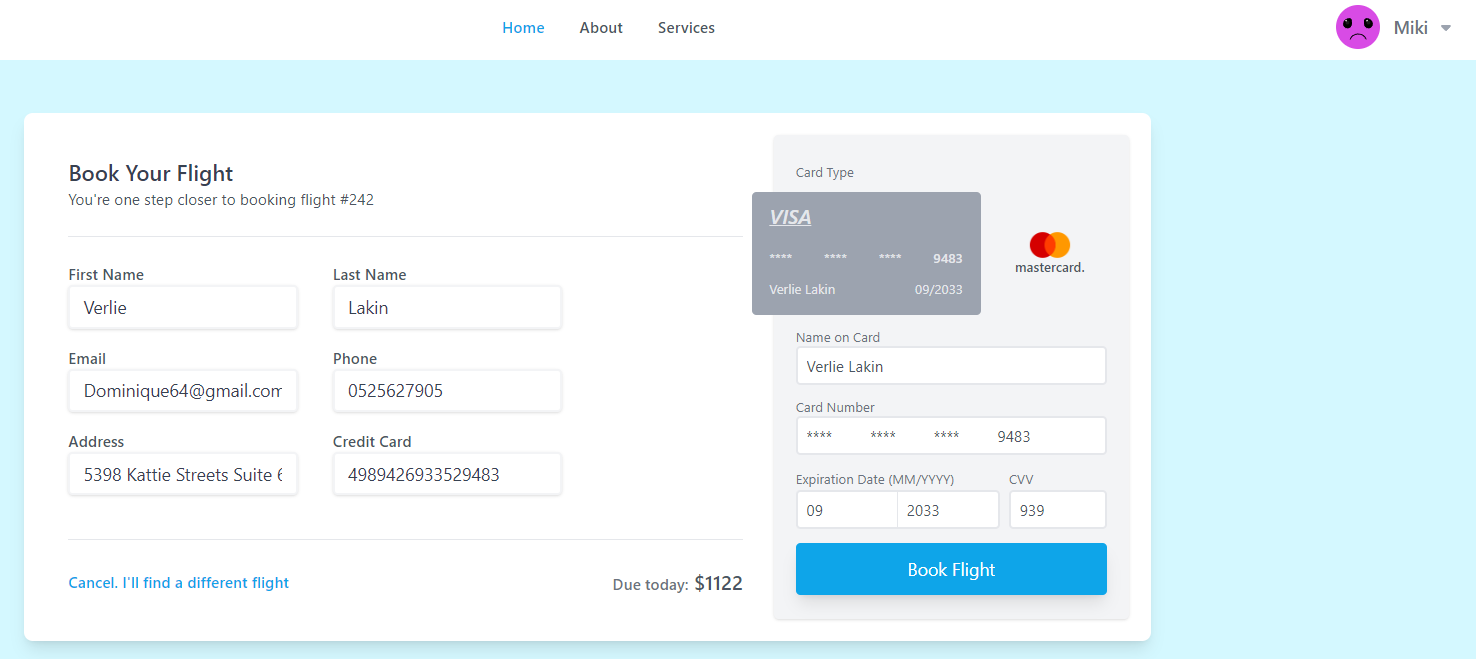 Home About Services Miki
Book Your Flight
You're one step closer to booking flight #242
First Name Last Name
Verlie Lakin
Email Phone
Dominique64@gmail.com 0525627905
Address Credit Card
5398 Kattie Streets Suite 6 4989426933529483
Cancel. I'll find a different flight Due today: $1122
Card Type
VISA
**** **** **** 9483
Verlie Lakin 09/2033
mastercard.
Name on Card
Verlie Lakin
Card Number
**** **** **** 9483
Expiration Date (MM/YYYY) CVV
09 2033 939
Book Flight